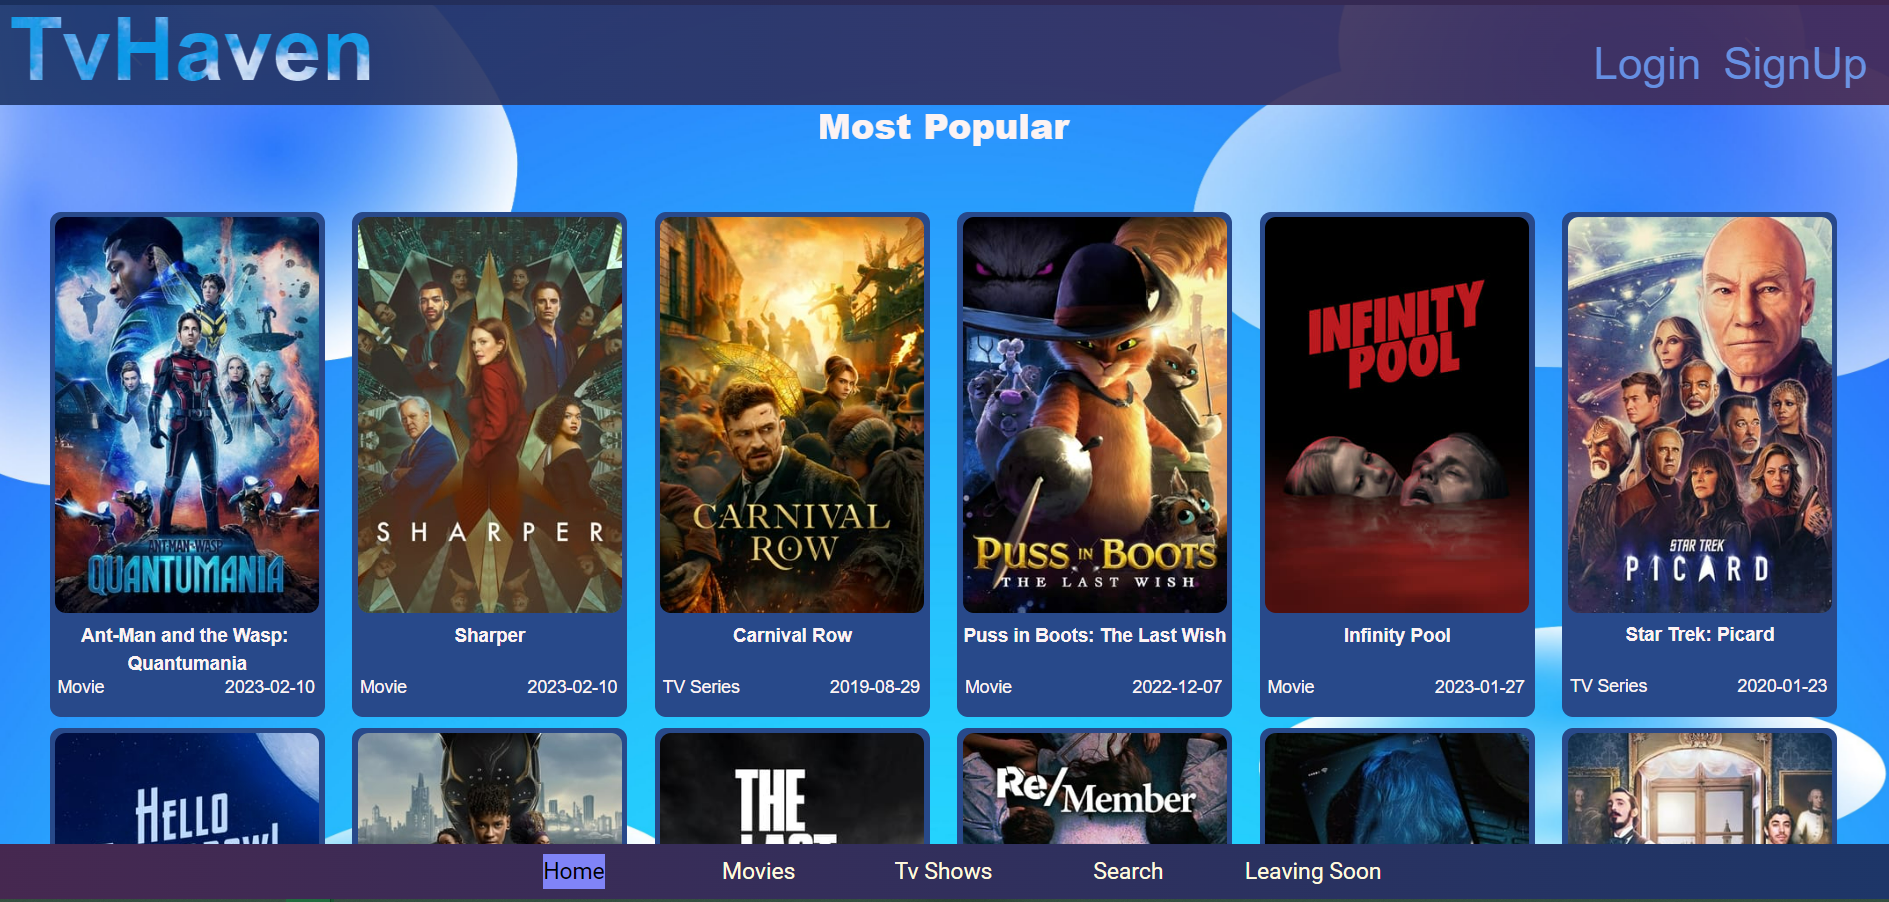 TvHaven
Login SignUp
Most Popular
ANT-MAN AND THE WASP
QUANTUMANIA
SHARPER
CARNIVAL
ROW
PUSS IN BOOTS
THE LAST WISH
INFINITY
POOL
STAR TREK
PICARD
Ant-Man and the Wasp:
Quantumania
Movie 2023-02-10
Sharper
Movie 2023-02-10
Carnival Row
TV Series 2019-08-29
Puss in Boots: The Last Wish
Movie 2022-12-07
Infinity Pool
Movie 2023-01-27
Star Trek: Picard
TV Series 2020-01-23
HELLO
THE
LAST
Re/Member
Home Movies Tv Shows Search Leaving Soon